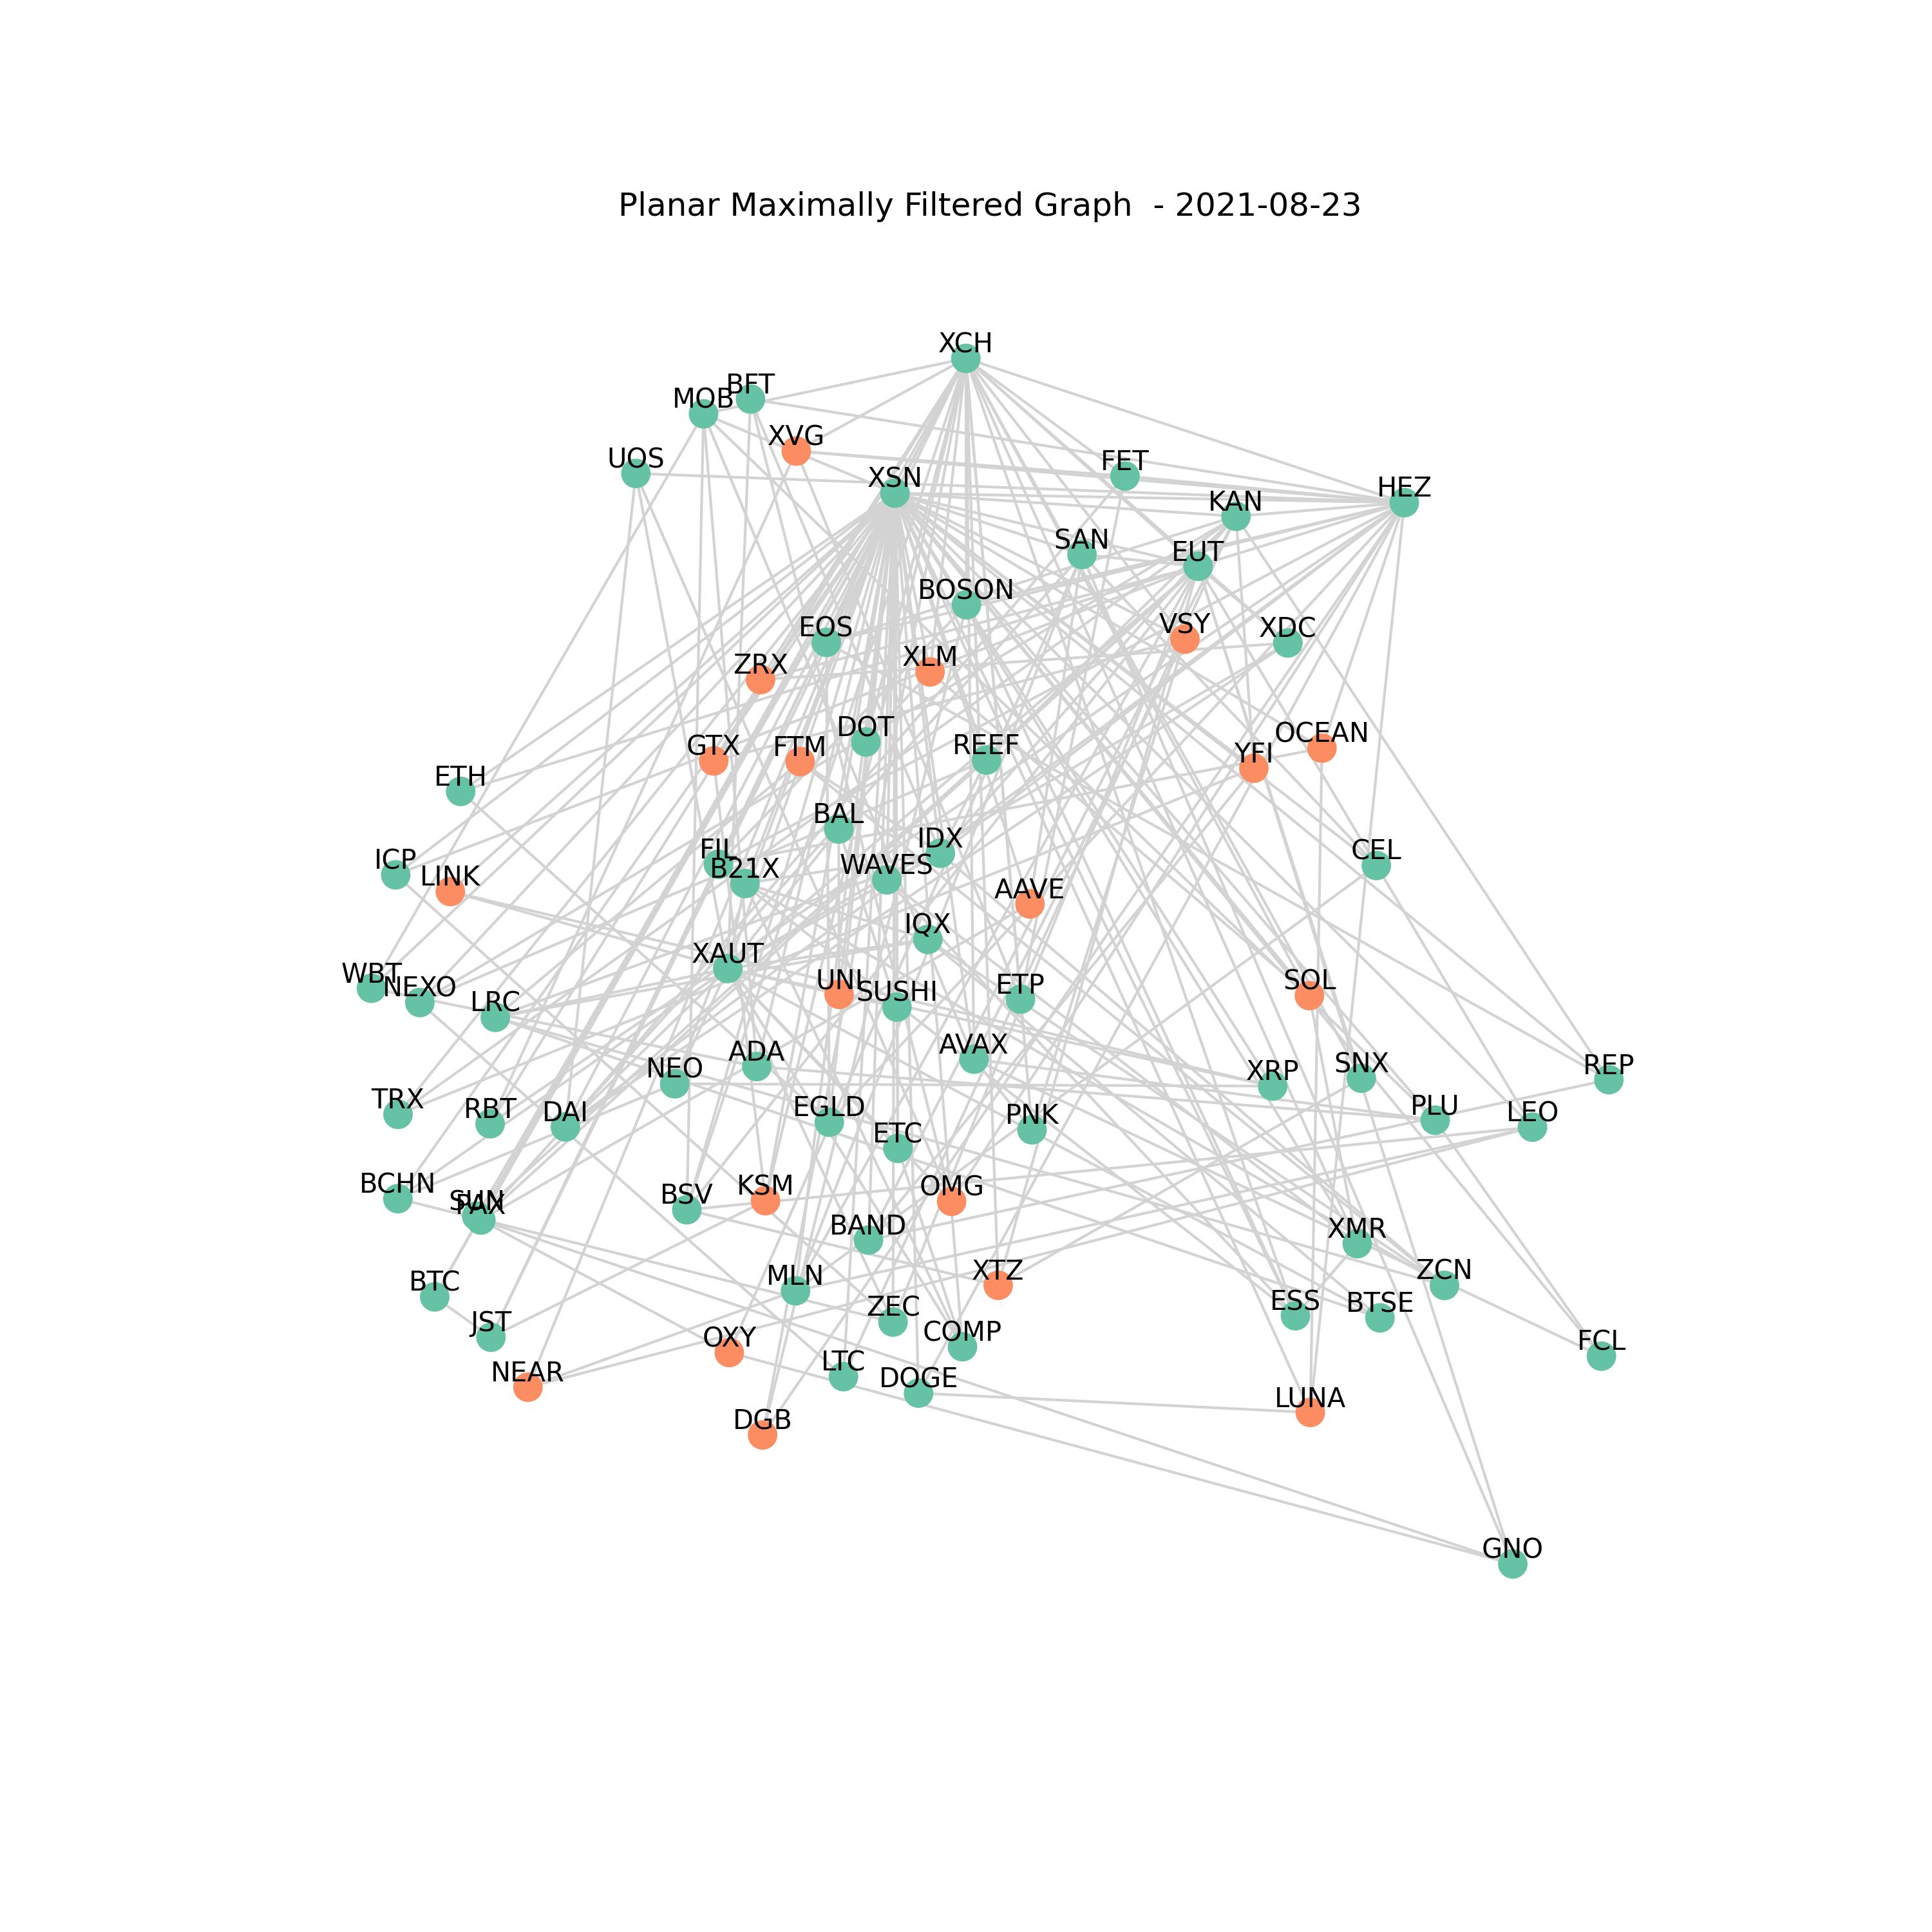 Planar Maximally Filtered Graph  - 2021-08-23
XCH
BFT
MOB
XVG
UOS
FET
XSN
HEZ
KAN
SAN
EUT
BOSON
VSY
EOS
XDC
ZRX
XLM
DOT
OCEAN
GTX
FTM
REEF
YFI
ETH
BAL
IDX
FIL
CEL
ICP
WAVES
B21X
LINK
AAVE
IQX
XAUT
WBT
UNI
SOL
NEXO
SUSHI
ETP
LRC
ADA
AVAX
NEO
XRP
SNX
REP
TRX
RBT
DAI
EGLD
PNK
PLU
LEO
ETC
BCHN
SUN
PAX
BSV
KSM
OMG
BAND
XMR
BTC
MLN
XTZ
ZCN
ZEC
ESS
BTSE
JST
OXY
COMP
FCL
NEAR
LTC
DOGE
LUNA
DGB
GNO